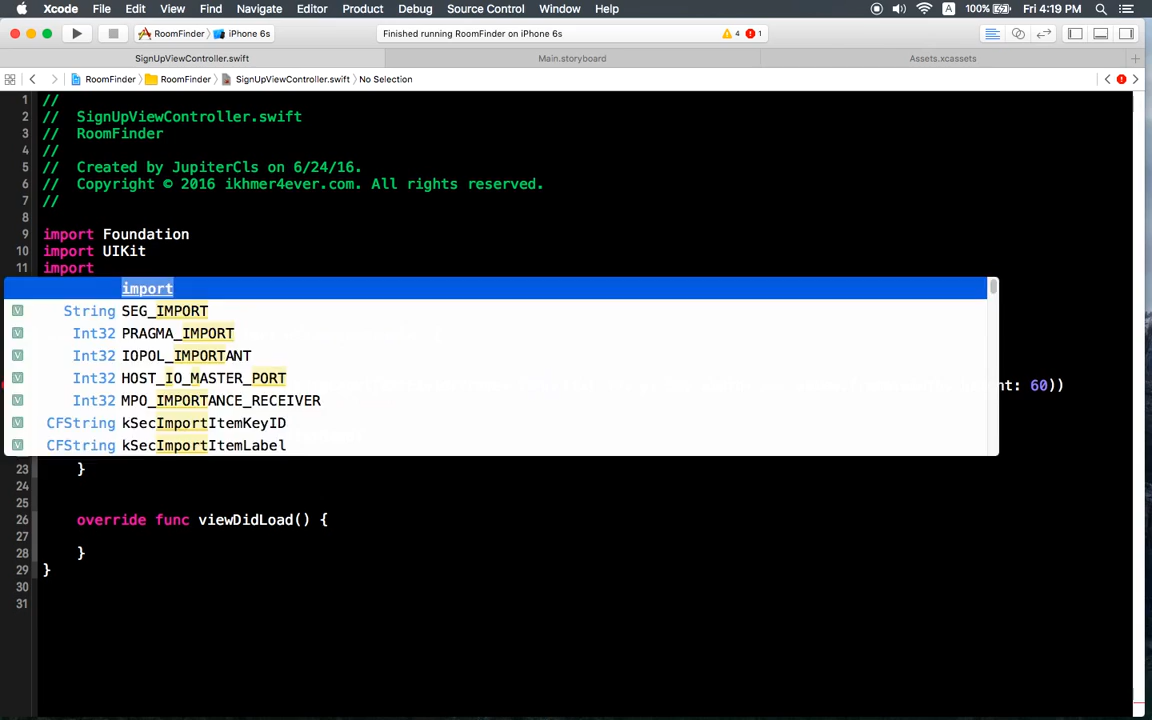 Xcode File Edit View Find Navigate Editor Product Debug Source Control Window Help 100% A Fri 4:19 PM
RoomFinder iPhone 6s Finished running RoomFinder on iPhone 6s 4 1
SignUpViewController.swift Main.storyboard Assets.xcassets
RoomFinder RoomFinder SignUpViewController.swift No Selection
1 //
2 // SignUpViewController.swift
3 // RoomFinder
4 //
5 // Created by JupiterCls on 6/24/16.
6 // Copyright © 2016 ikhmer4ever.com. All rights reserved.
7 //
8
9 import Foundation
10 import UIKit
11 import
import
V String SEG_IMPORT
V Int32 PRAGMA_IMPORT
V Int32 IOPOL_IMPORTANT
V Int32 HOST_IO_MASTER_PORT
nt: 60))
V Int32 MPO_IMPORTANCE_RECEIVER
V CFString kSecImportItemKeyID
V CFString kSecImportItemLabel
23 }
24
25
26 override func viewDidLoad() {
27
28 }
29 }
30
31